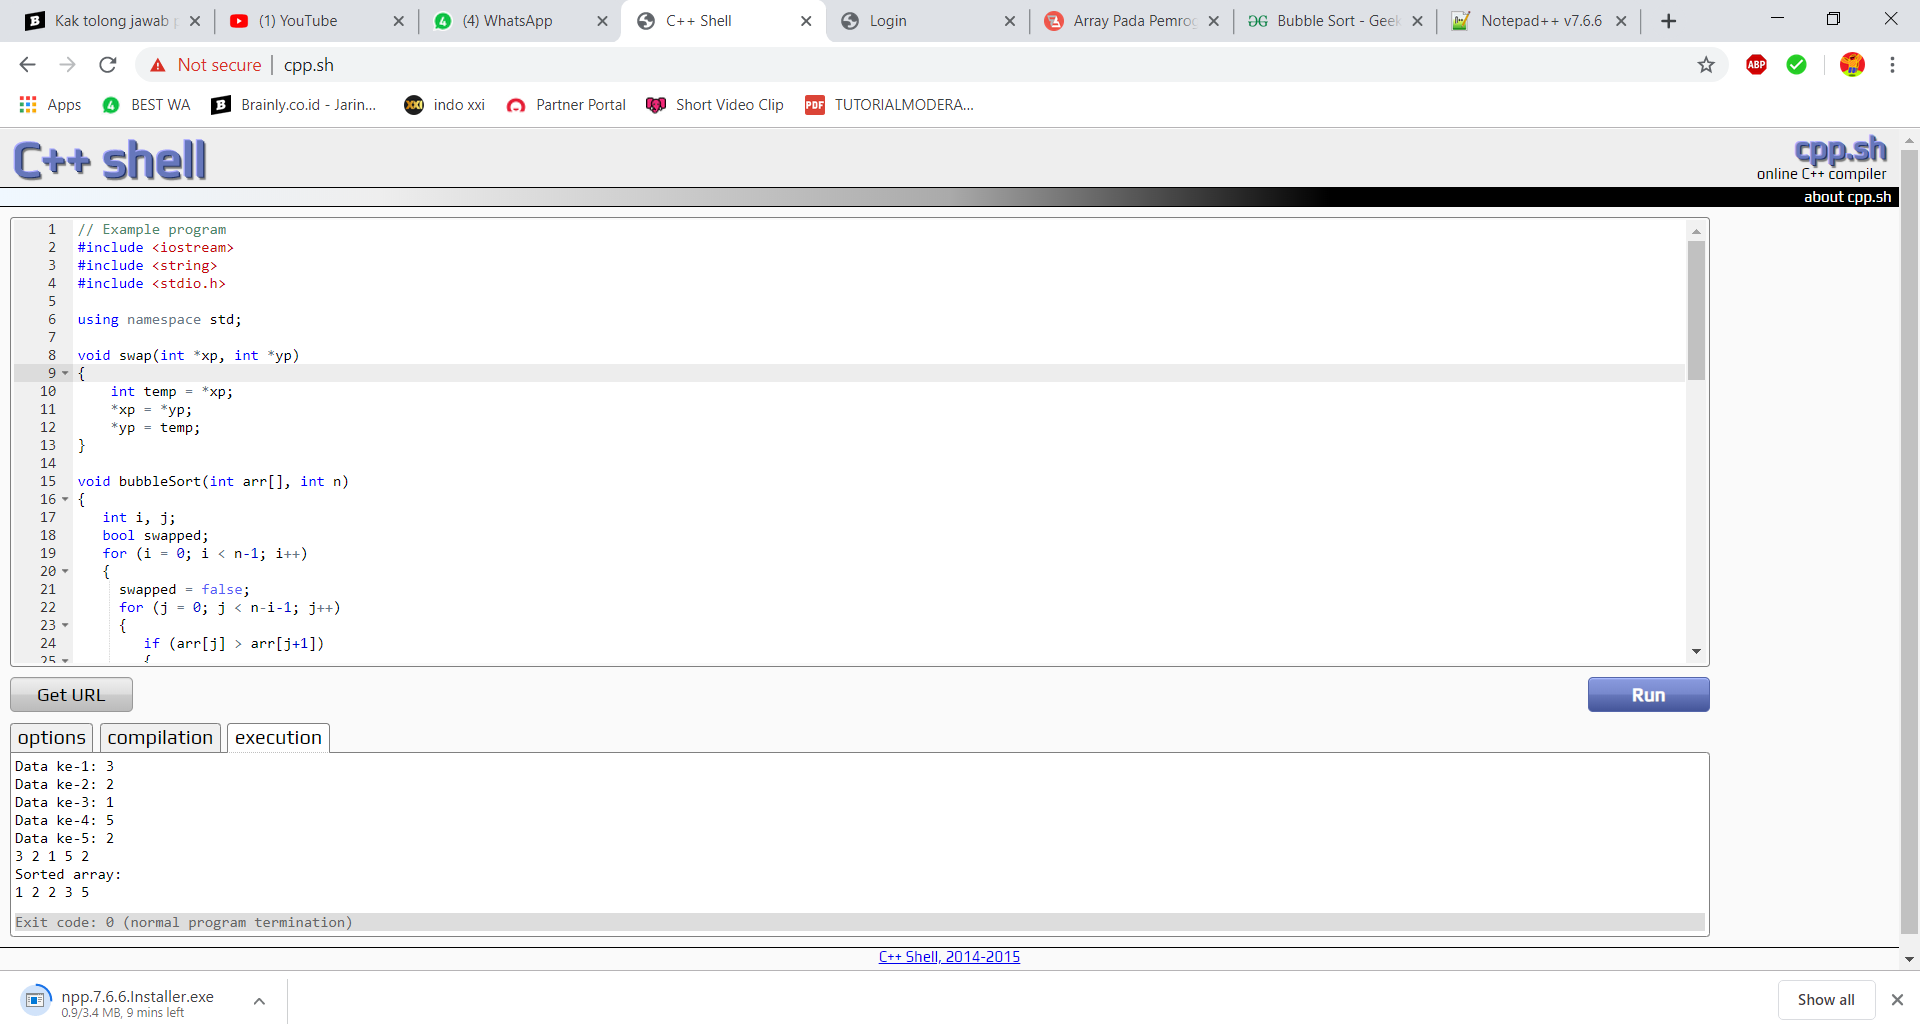 Kak tolong jawab
(1) YouTube
(4) WhatsApp
C++ Shell
Login
Array Pada Pemrog
Bubble Sort - Geek
Notepad++ v7.6.6
Not secure
cpp.sh
ABP
Apps
BEST WA
Brainly.co.id - Jarin...
indo xxi
Partner Portal
Short Video Clip
PDF
TUTORIALMODERA...
C++ shell
cpp.sh
online C++ compiler
about cpp.sh
1 // Example program
2 #include <iostream>
3 #include <string>
4 #include <stdio.h>
5
6 using namespace std;
7
8 void swap(int *xp, int *yp)
9 {
10 int temp = *xp;
11 *xp = *yp;
12 *yp = temp;
13 }
14
15 void bubbleSort(int arr[], int n)
16 {
17 int i, j;
18 bool swapped;
19 for (i = 0; i < n-1; i++)
20 {
21 swapped = false;
22 for (j = 0; j < n-i-1; j++)
23 {
24 if (arr[j] > arr[j+1])
25 {
Get URL
Run
options
compilation
execution
Data ke-1: 3
Data ke-2: 2
Data ke-3: 1
Data ke-4: 5
Data ke-5: 2
3 2 1 5 2
Sorted array:
1 2 2 3 5
Exit code: 0 (normal program termination)
C++ Shell, 2014-2015
npp.7.6.6.Installer.exe
0.9/3.4 MB, 9 mins left
Show all